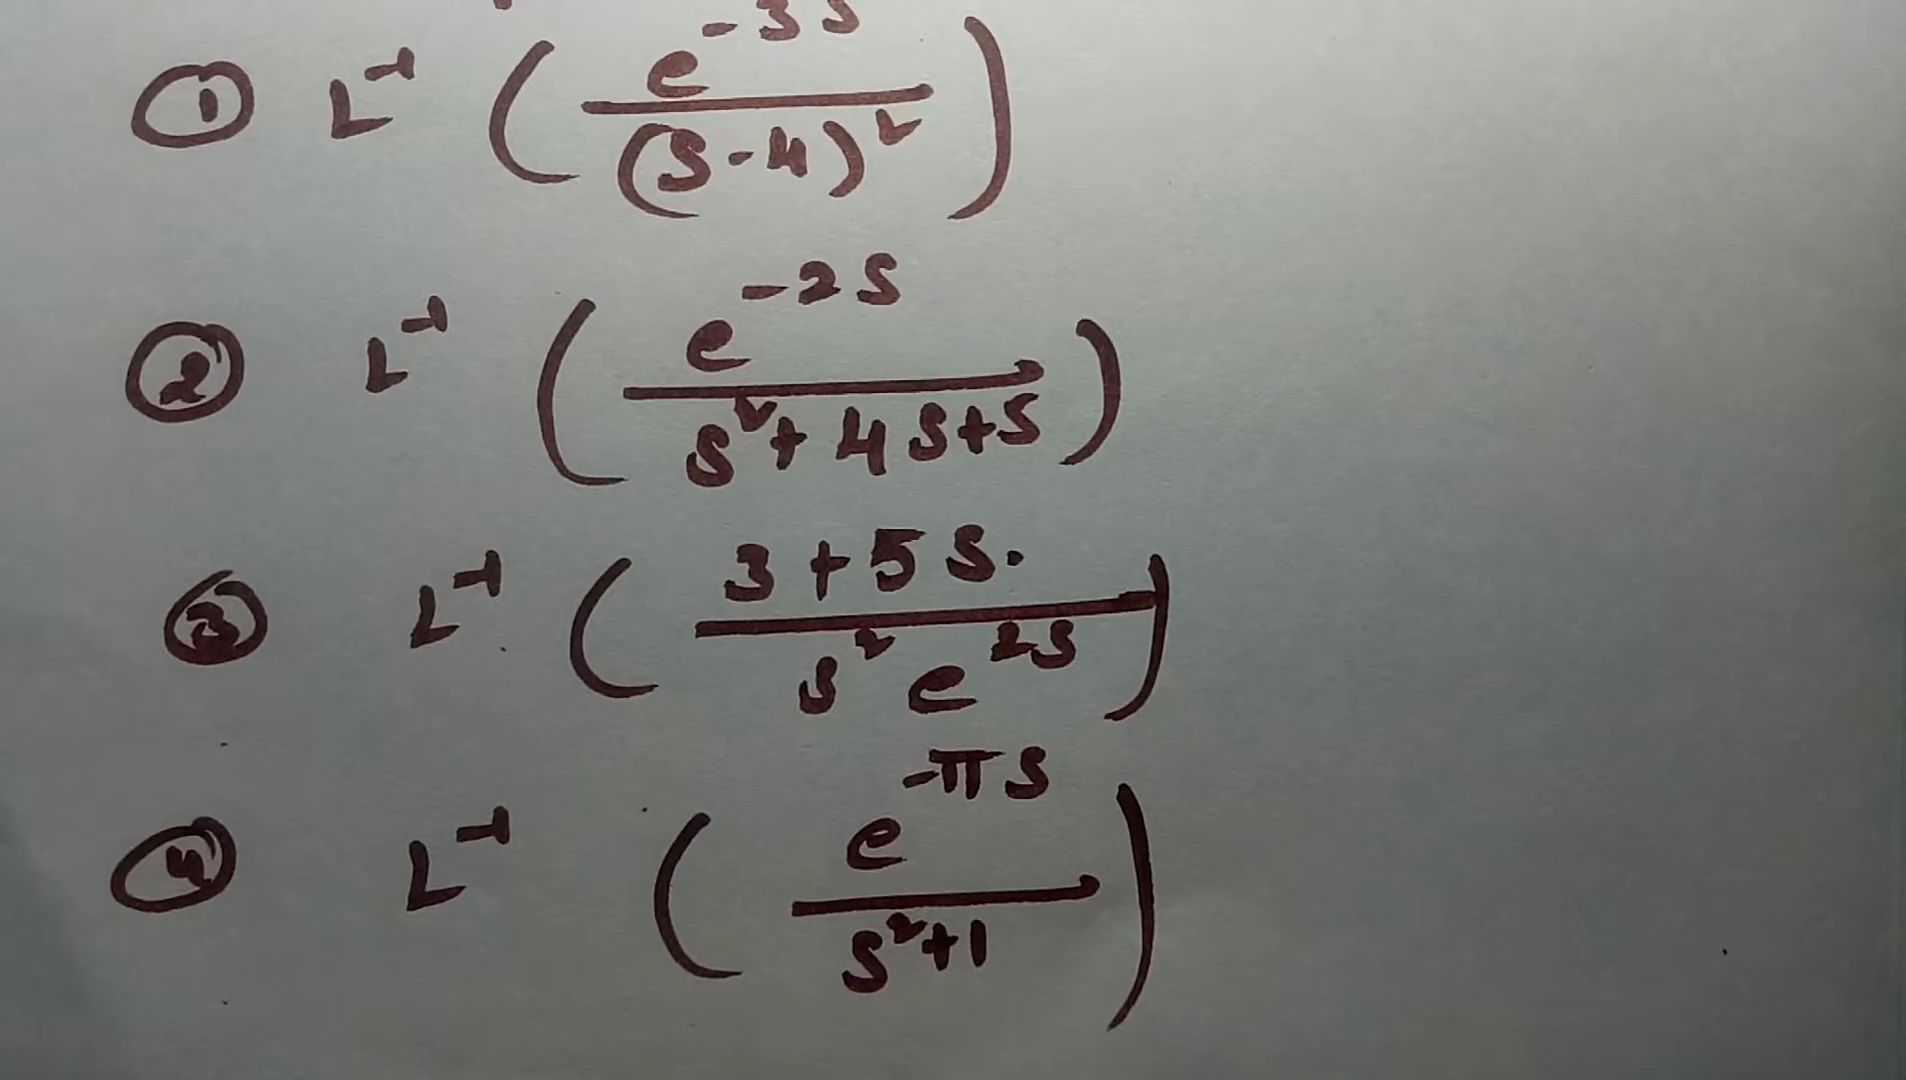 ① L⁻¹ ( e^{-3s} / (s-4)² )
② L⁻¹ ( e^{-2s} / s²+4s+5 )
③ L⁻¹ ( 3+5s. / s² e^{2s} )
④ L⁻¹ ( e^{-πs} / s²+1 )